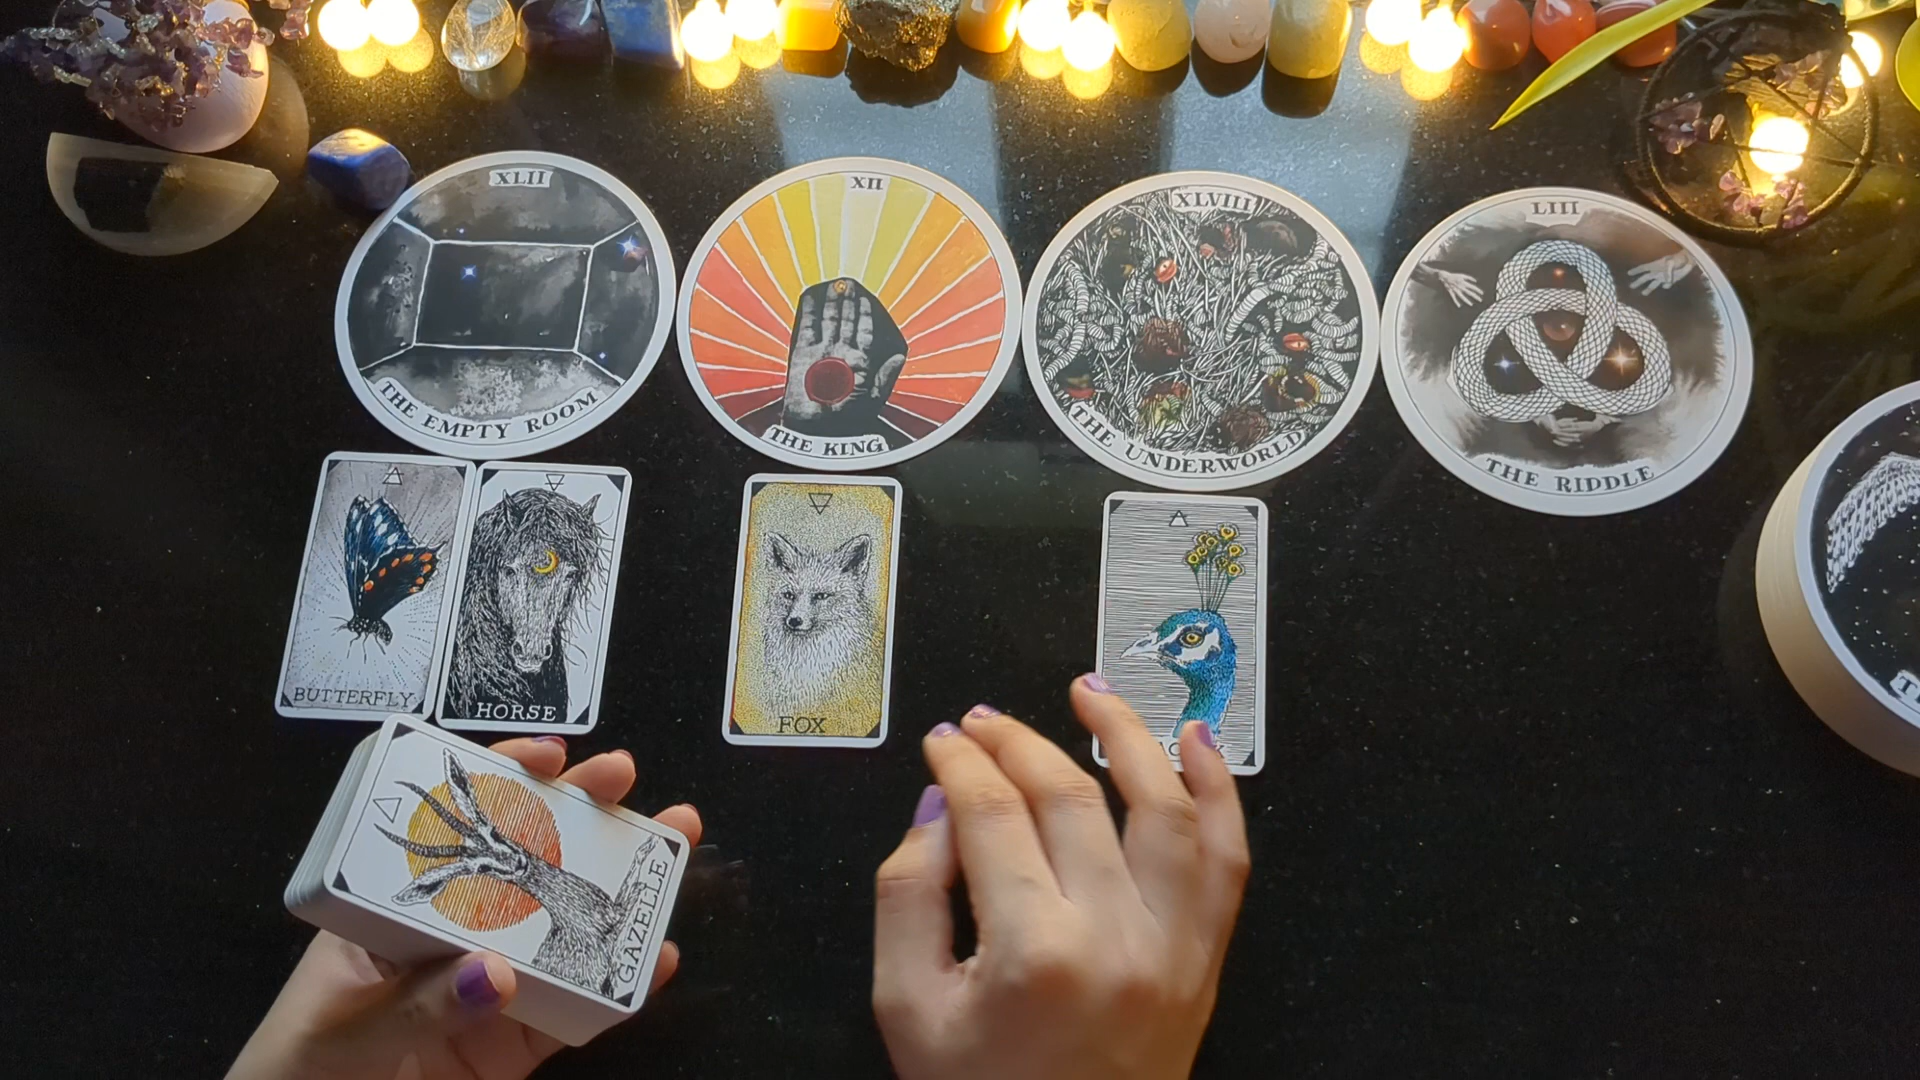 XLII
THE EMPTY ROOM
XII
THE KING
XLVIII
THE UNDERWORLD
LIII
THE RIDDLE
BUTTERFLY
HORSE
FOX
GAZELLE